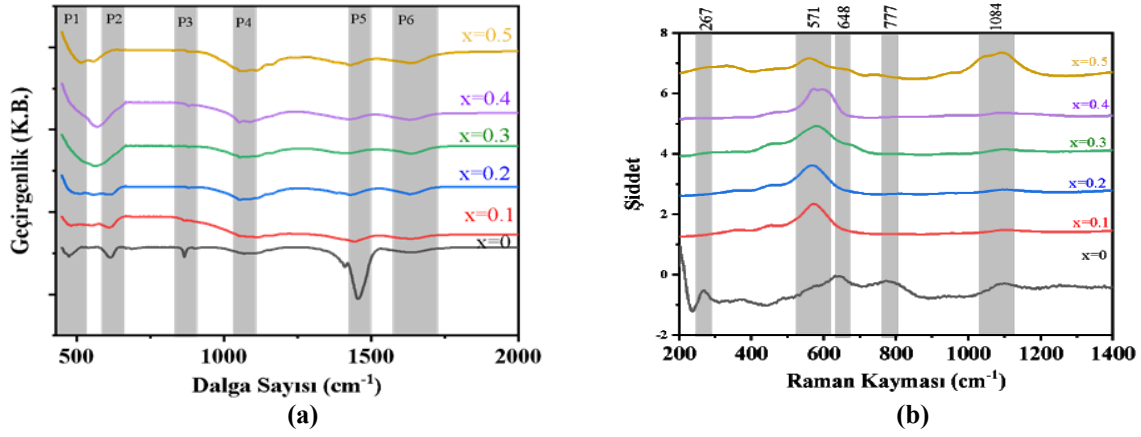 P1 P2 P3 P4 P5 P6
x=0.5
x=0.4
x=0.3
x=0.2
x=0.1
x=0
Geçirgenlik (K.B.)
500 1000 1500 2000
Dalga Sayısı (cm-1)
(a)
267 571 648 777 1084
8
6
4
2
0
-2
x=0.5
x=0.4
x=0.3
x=0.2
x=0.1
x=0
Şiddet
200 400 600 800 1000 1200 1400
Raman Kayması (cm-1)
(b)